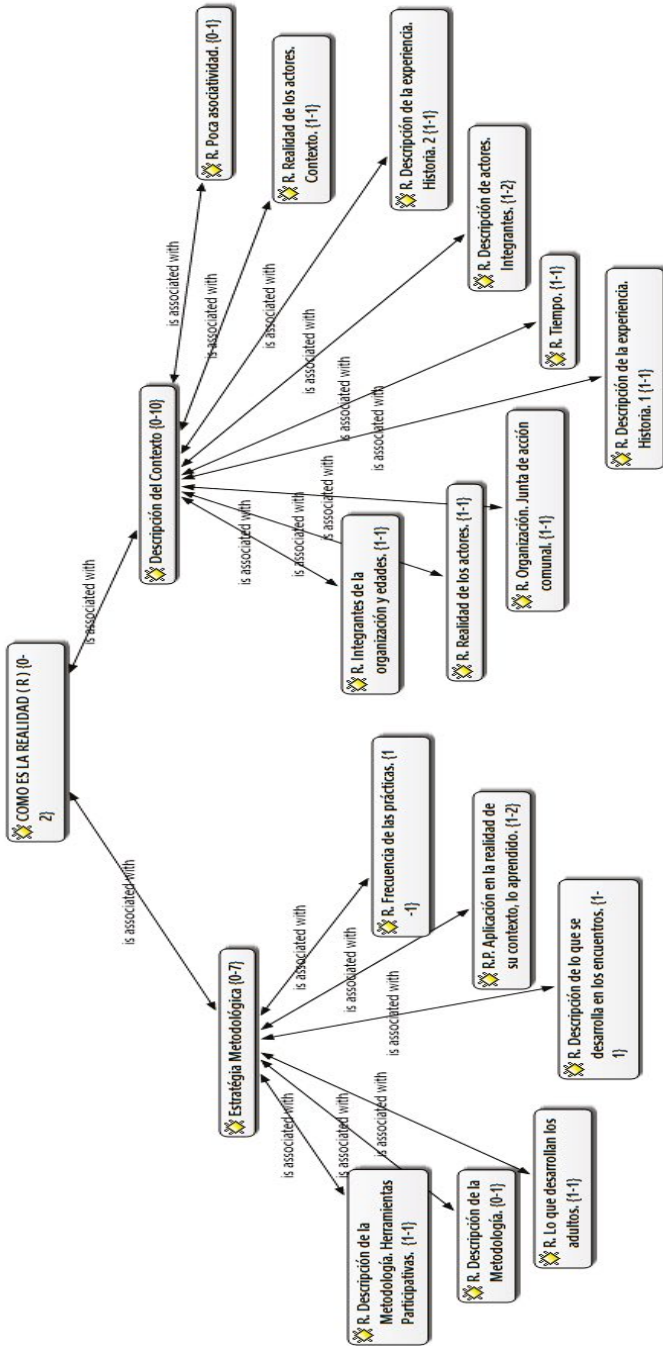 COMO ES LA REALIDAD ( R ) {0-
2}
is associated with
is associated with
Estratégia Metodológica {0-7}
Descripción del Contexto {0-10}
is associated with
is associated with
is associated with
is associated with
is associated with
is associated with
R. Descripción de la
Metodología. Herramientas
Participativas. {1-1}
R. Descripción de la
Metodología. {0-1}
R. Lo que desarrollan los
adultos. {1-1}
R. Descripción de lo que se
desarrolla en los encuentros. {1-
1}
R.P. Aplicación en la realidad de
su contexto, lo aprendido. {1-2}
R. Frecuencia de las prácticas. {1
-1}
is associated with
is associated with
is associated with
is associated with
is associated with
is associated with
is associated with
is associated with
is associated with
R. Integrantes de la
organización y edades. {1-1}
R. Realidad de los actores. {1-1}
R. Organización. Junta de acción
comunal. {1-1}
R. Descripción de la experiencia.
Historia. 1 {1-1}
R. Tiempo. {1-1}
R. Descripción de actores.
Integrantes. {1-2}
R. Descripción de la experiencia.
Historia. 2 {1-1}
R. Realidad de los actores.
Contexto. {1-1}
R. Poca asociatividad. {0-1}